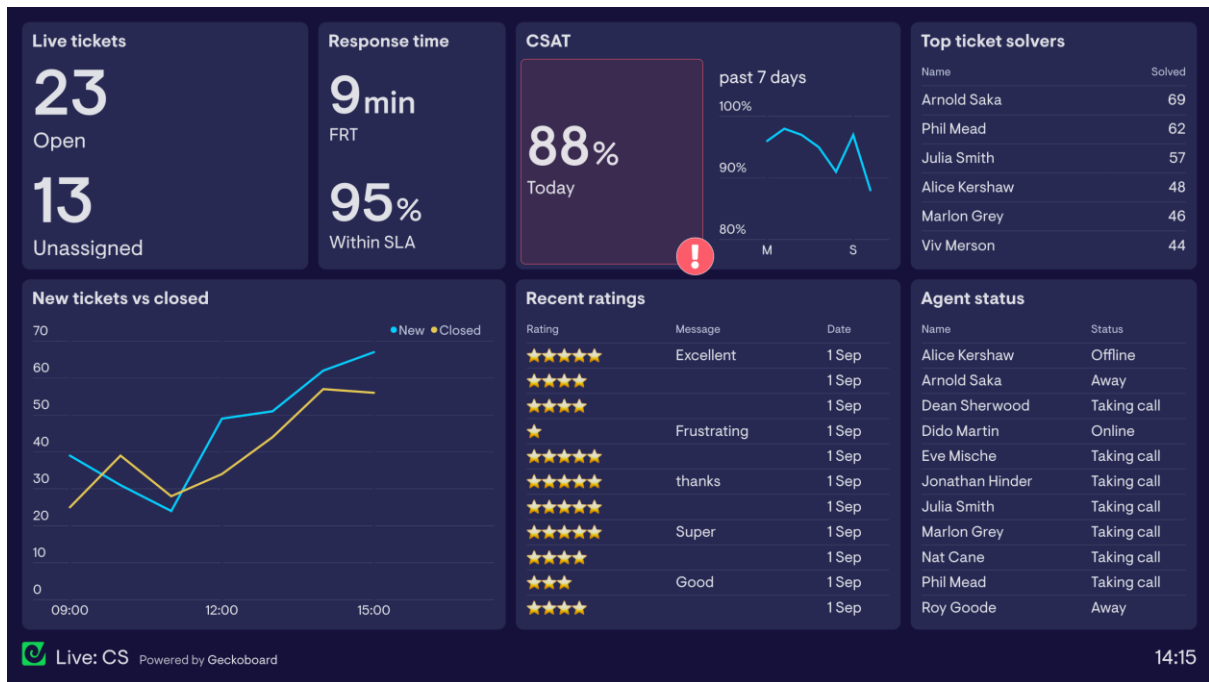 Live tickets
23
Open
13
Unassigned
Response time
9 min
FRT
95%
Within SLA
CSAT
88%
Today
!
past 7 days
100%
90%
80%
M S
Top ticket solvers
Name Solved
Arnold Saka 69
Phil Mead 62
Julia Smith 57
Alice Kershaw 48
Marlon Grey 46
Viv Merson 44
New tickets vs closed
New Closed
70
60
50
40
30
20
10
0
09:00 12:00 15:00
Recent ratings
Rating Message Date
Excellent 1 Sep
1 Sep
1 Sep
Frustrating 1 Sep
1 Sep
thanks 1 Sep
1 Sep
Super 1 Sep
1 Sep
Good 1 Sep
1 Sep
Agent status
Name Status
Alice Kershaw Offline
Arnold Saka Away
Dean Sherwood Taking call
Dido Martin Online
Eve Mische Taking call
Jonathan Hinder Taking call
Julia Smith Taking call
Marlon Grey Taking call
Nat Cane Taking call
Phil Mead Taking call
Roy Goode Away
Live: CS Powered by Geckoboard
14:15